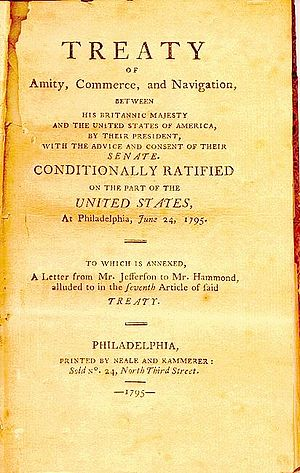 TREATY
OF
Amity, Commerce, and Navigation,
BETWEEN
HIS BRITANNIC MAJESTY
AND THE UNITED STATES OF AMERICA,
BY THEIR PRESIDENT,
WITH THE ADVICE AND CONSENT OF THEIR
SENATE.
CONDITIONALLY RATIFIED
ON THE PART OF THE
UNITED STATES,
At Philadelphia, June 24, 1795.
TO WHICH IS ANNEXED,
A Letter from Mr. Jefferson to Mr. Hammond,
alluded to in the ſeventh Article of ſaid
TREATY.
PHILADELPHIA,
PRINTED BY NEALE AND KAMMERER:
Sold No. 24, North Third Street.
—1795—